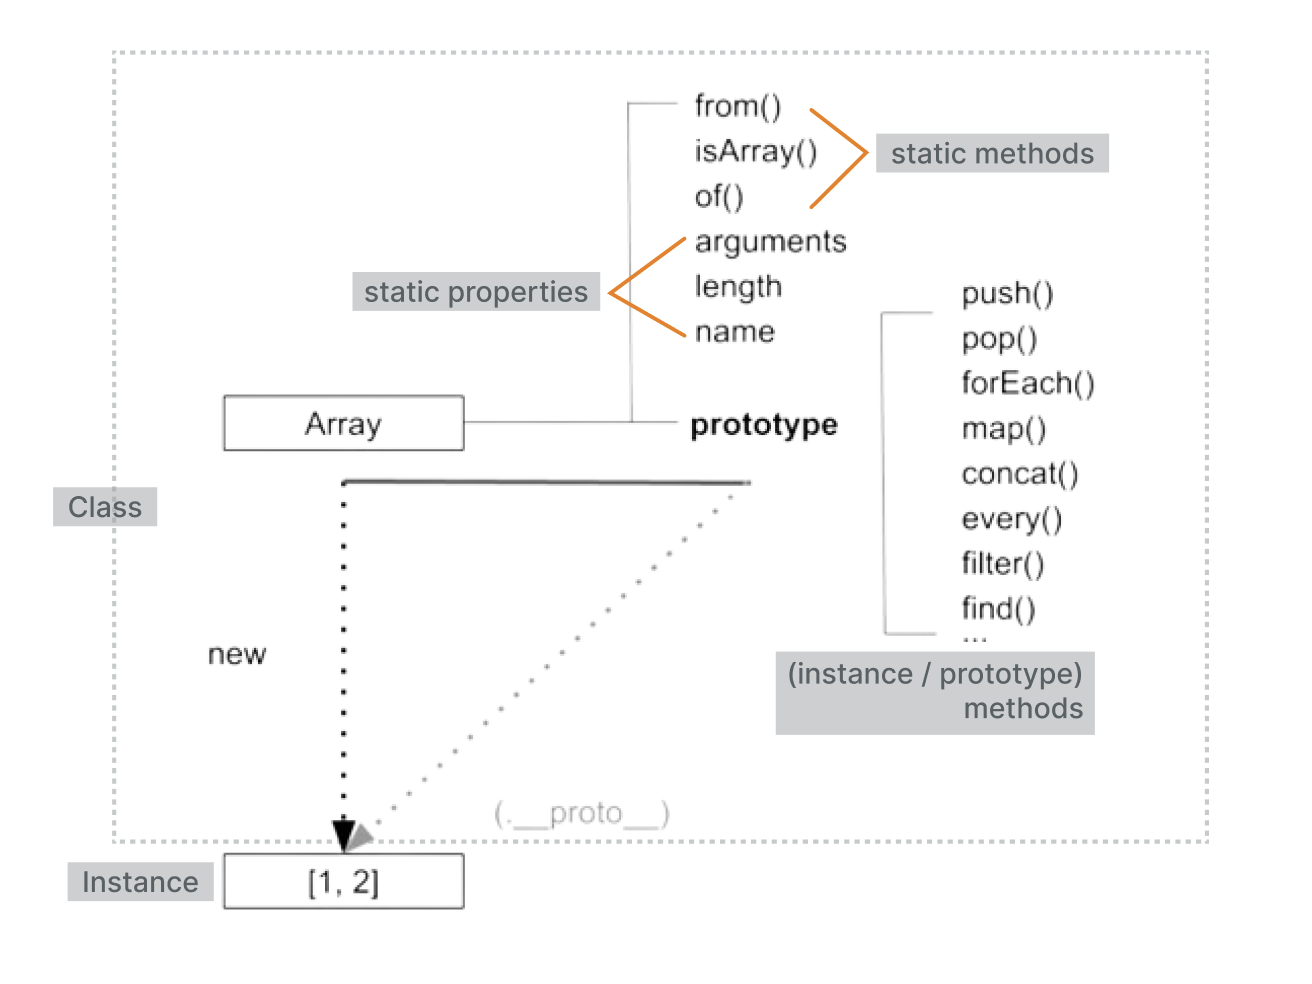 from()
isArray()
of()
static methods
arguments
length
name
static properties
Array
prototype
push()
pop()
forEach()
map()
concat()
every()
filter()
find()
...
(instance / prototype)
methods
Class
new
(.__proto__)
Instance
[1, 2]